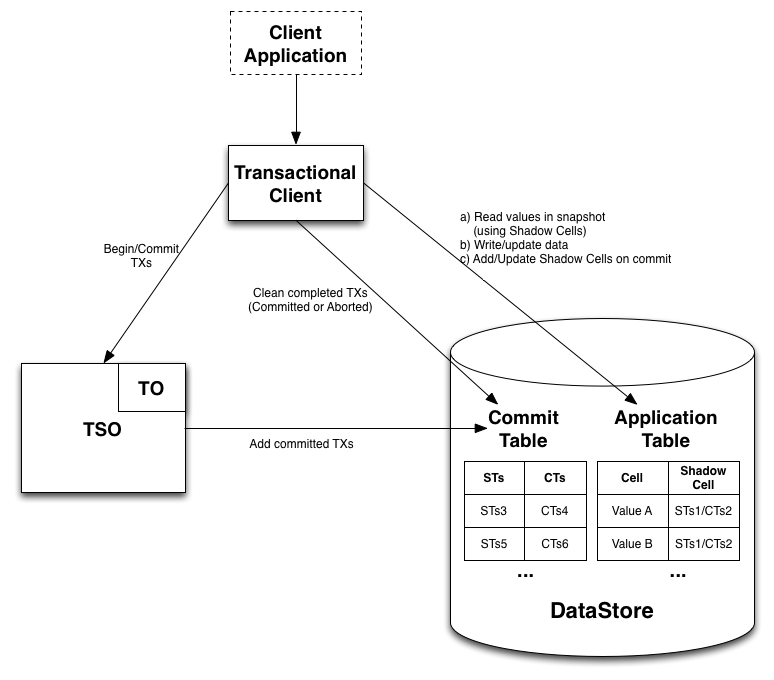 Client
Application
Transactional
Client
a) Read values in snapshot
(using Shadow Cells)
b) Write/update data
c) Add/Update Shadow Cells on commit
Begin/Commit
TXs
Clean completed TXs
(Committed or Aborted)
TO
TSO
Add committed TXs
Commit
Table
Application
Table
STs CTs
Cell Shadow
Cell
STs3 CTs4
Value A STs1/CTs2
STs5 CTs6
Value B STs1/CTs2
...
...
DataStore